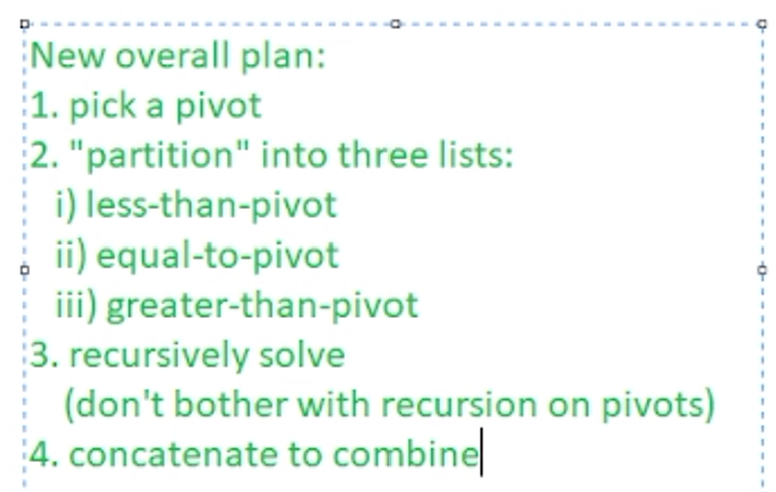 New overall plan:
1. pick a pivot
2. "partition" into three lists:
i) less-than-pivot
ii) equal-to-pivot
iii) greater-than-pivot
3. recursively solve
(don't bother with recursion on pivots)
4. concatenate to combine